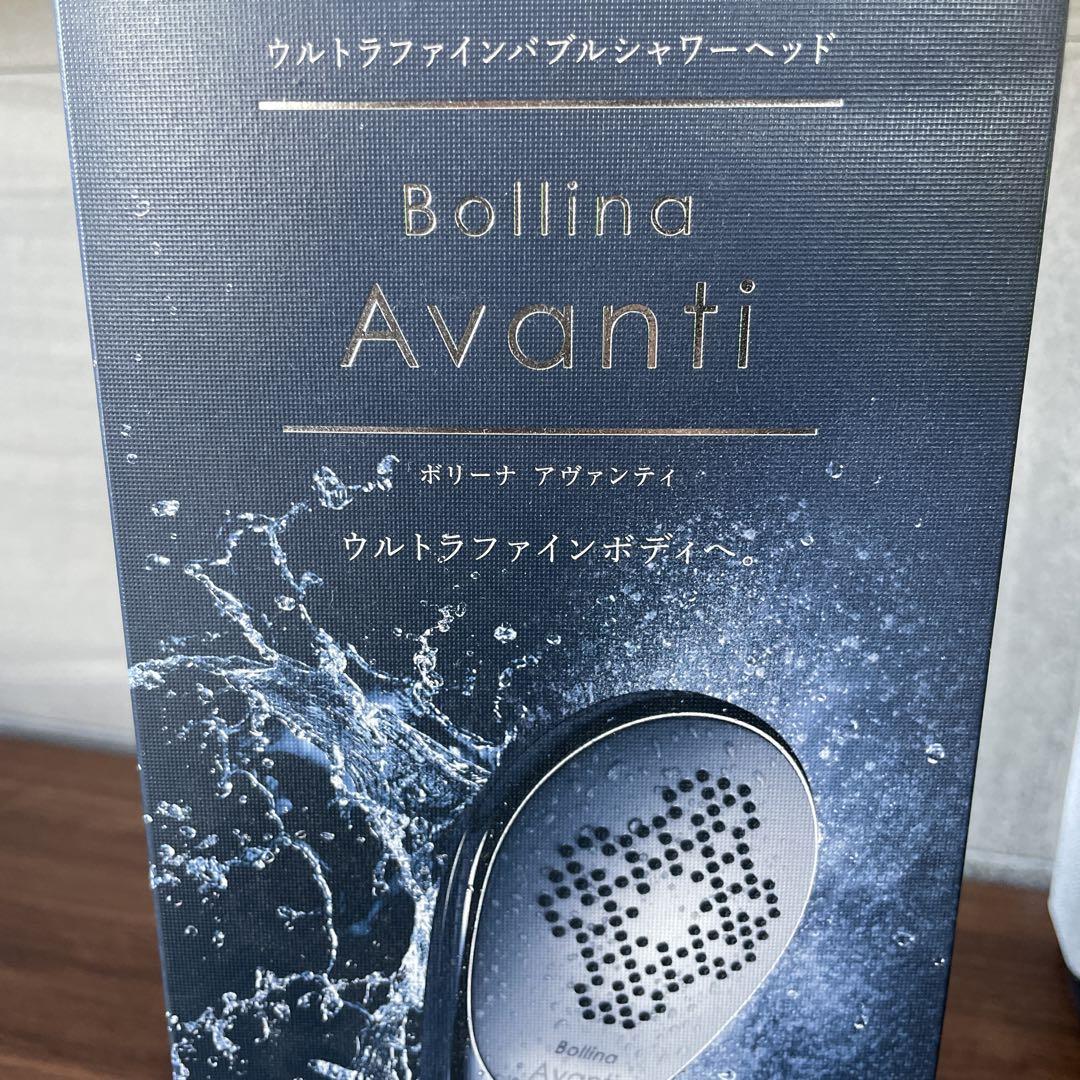 ウルトラファインバブルシャワーヘッド
Bollina
Avanti
ボリーナ アヴァンティ
ウルトラファインボディへ。
Bollina
Avanti